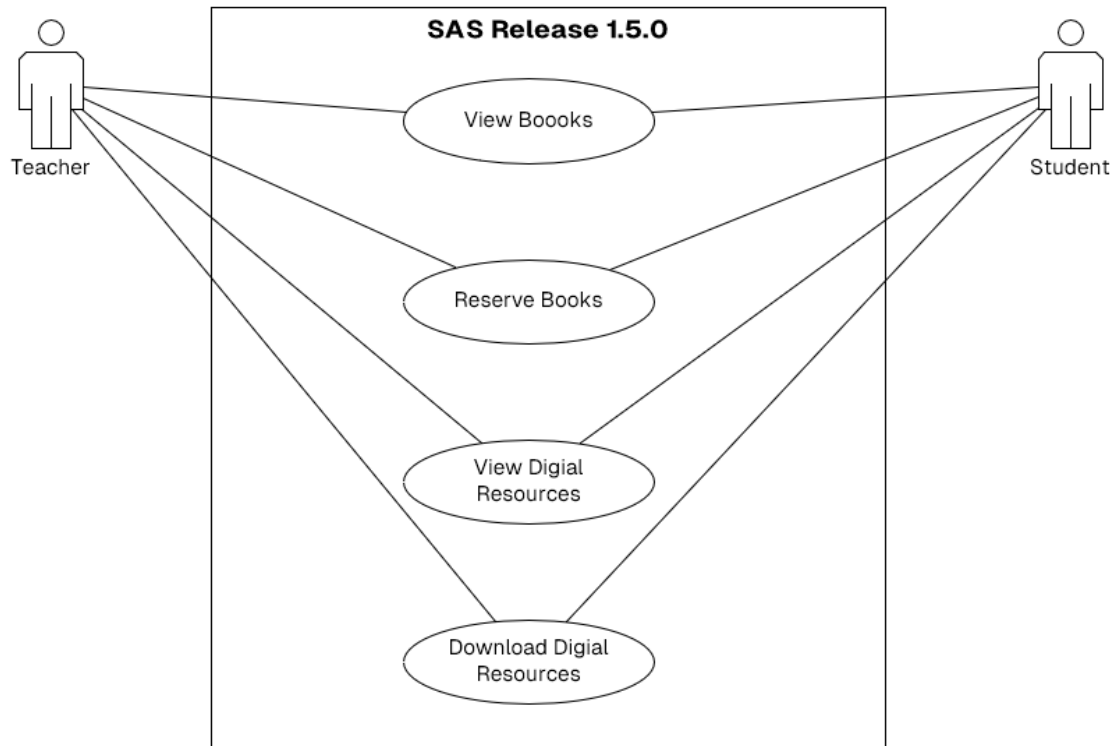 SAS Release 1.5.0
View Boooks
Teacher
Student
Reserve Books
View Digial
Resources
Download Digial
Resources